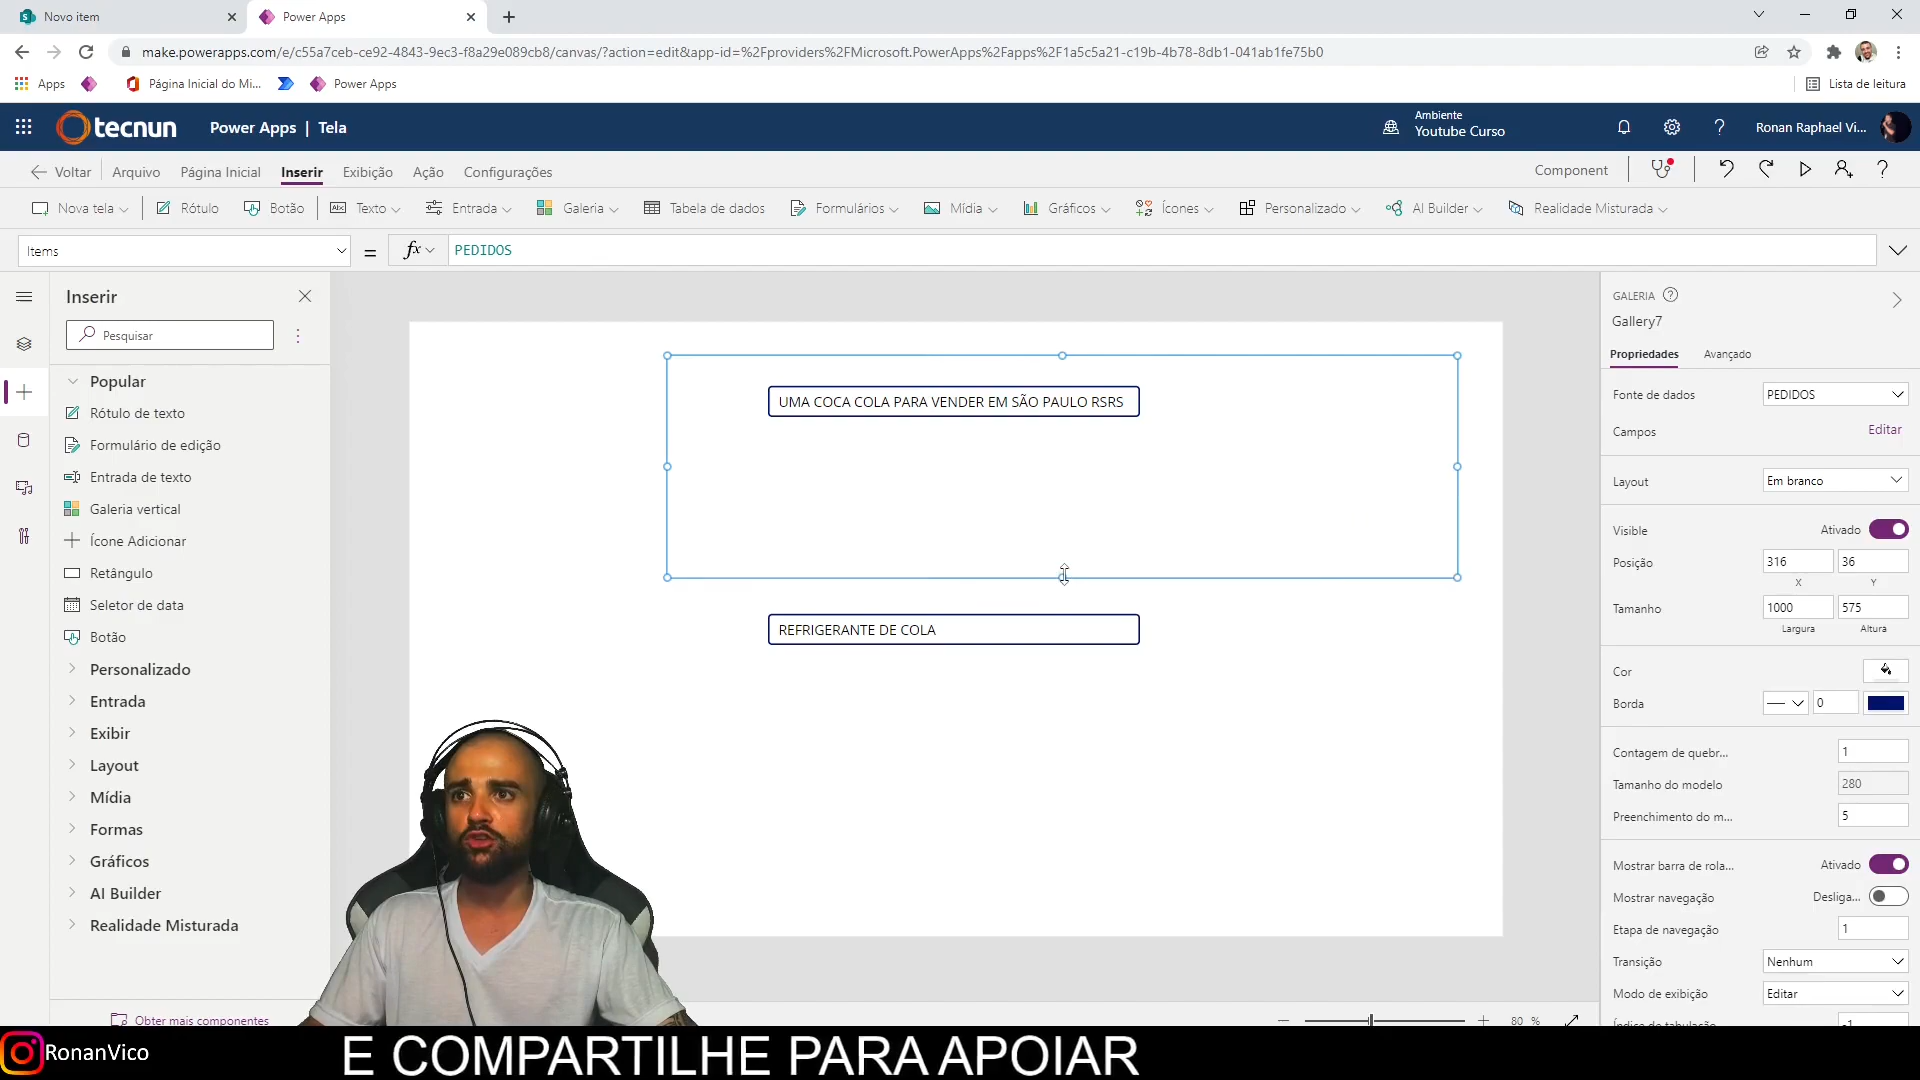 Novo item
Power Apps
make.powerapps.com/e/c55a7ceb-ce92-4843-9ec3-f8a29e089cb8/canvas/?action=edit&app-id=%2Fproviders%2FMicrosoft.PowerApps%2Fapps%2F1a5c5a21-c19b-4b78-8db1-041ab1fe75b0
Apps
Página Inicial do Mi...
Power Apps
Lista de leitura
tecnun
Power Apps | Tela
Ambiente
Youtube Curso
Ronan Raphael Vi...
Voltar
Arquivo
Página Inicial
Inserir
Exibição
Ação
Configurações
Component
Nova tela
Rótulo
Botão
Texto
Entrada
Galeria
Tabela de dados
Formulários
Mídia
Gráficos
Ícones
Personalizado
AI Builder
Realidade Misturada
Items
=
fx
PEDIDOS
Inserir
Pesquisar
Popular
Rótulo de texto
Formulário de edição
Entrada de texto
Galeria vertical
Ícone Adicionar
Retângulo
Seletor de data
Botão
Personalizado
Entrada
Exibir
Layout
Mídia
Formas
Gráficos
AI Builder
Realidade Misturada
Obter mais componentes
UMA COCA COLA PARA VENDER EM SÃO PAULO RSRS
REFRIGERANTE DE COLA
80 %
GALERIA
Gallery7
Propriedades
Avançado
Fonte de dados
PEDIDOS
Campos
Editar
Layout
Em branco
Visible
Ativado
Posição
316
36
X
Y
Tamanho
1000
575
Largura
Altura
Cor
Borda
0
Contagem de quebr...
1
Tamanho do modelo
280
Preenchimento do m...
5
Mostrar barra de rola...
Ativado
Mostrar navegação
Desliga...
Etapa de navegação
1
Transição
Nenhum
Modo de exibição
Editar
Índice de tabulação
-1
RonanVico
E COMPARTILHE PARA APOIAR